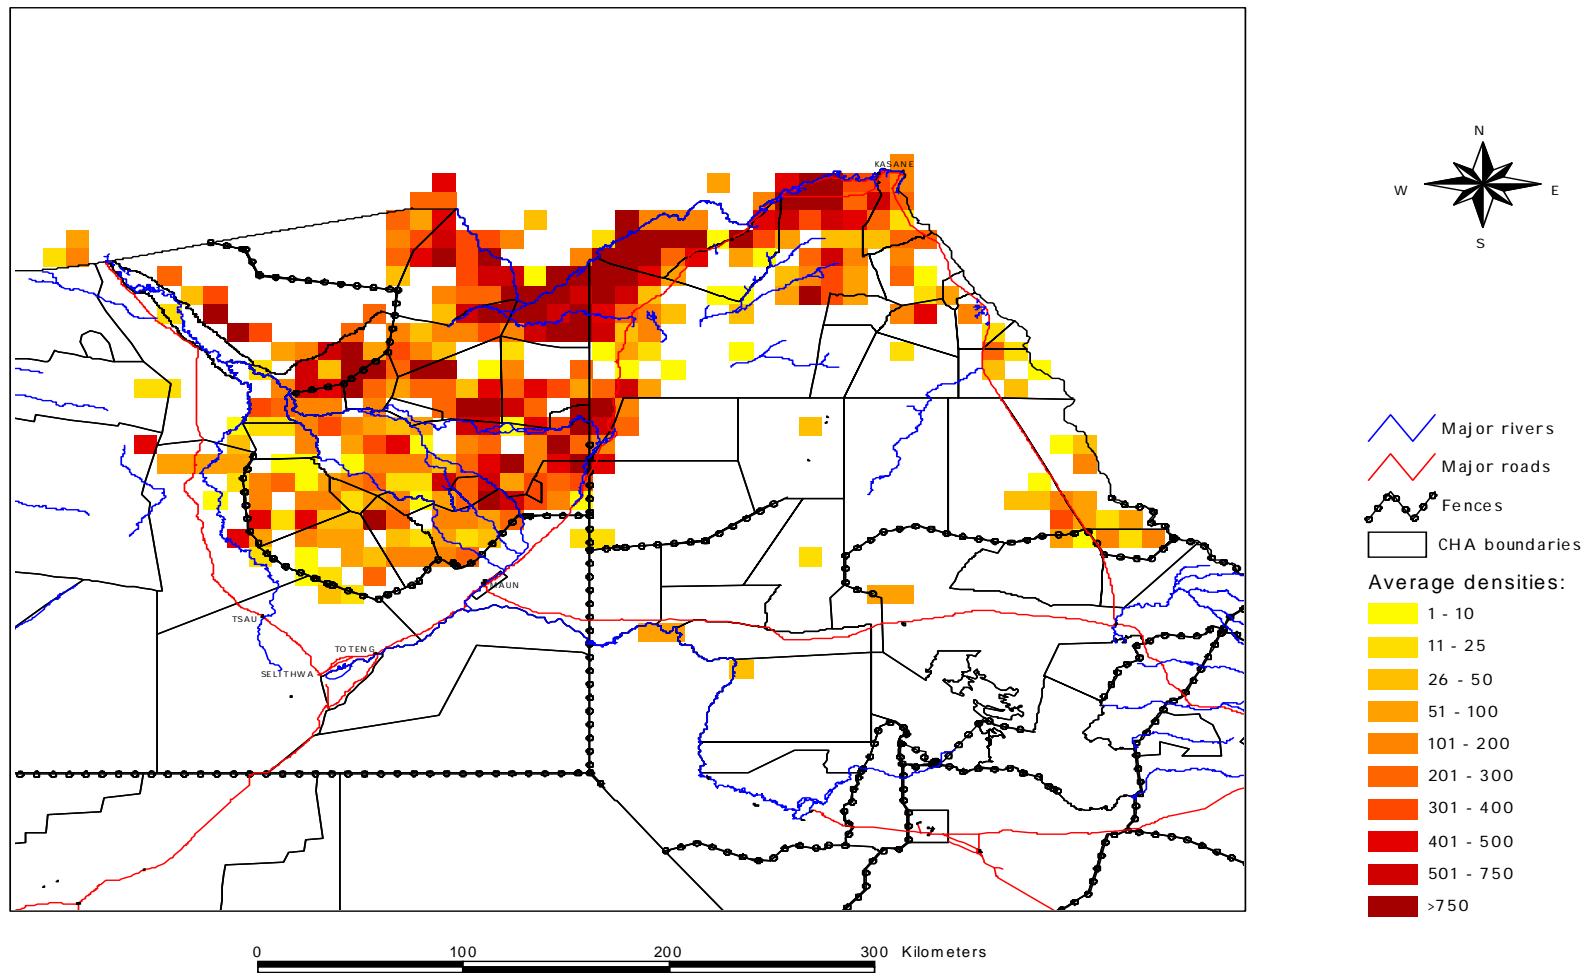 N
W
E
S
KASANE
MAUN
TSAU
TOTENG
SELITHWA
Major rivers
Major roads
Fences
CHA boundaries
Average densities:
1 - 10
11 - 25
26 - 50
51 - 100
101 - 200
201 - 300
301 - 400
401 - 500
501 - 750
>750
0 100 200 300 Kilometers